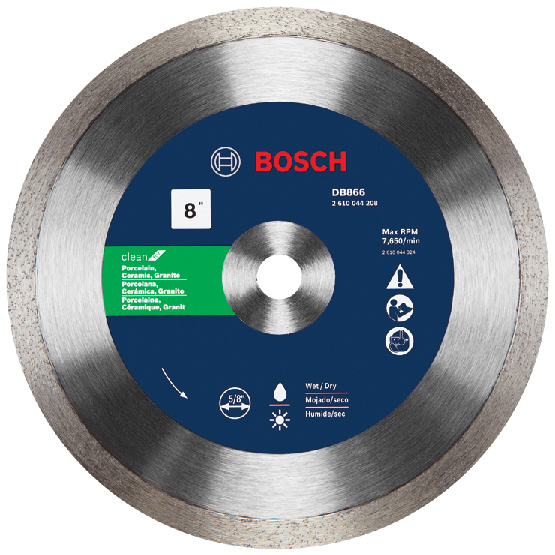 BOSCH
DB866
2 610 044 208
8"
Max RPM
7,650/min
2 610 044 324
clean
Porcelain,
Ceramic, Granite
Porcelana,
Cerámica, Granito
Porcelaine,
Céramique, Granit
5/8"
Wet/Dry
Mojado/seco
Humide/sec